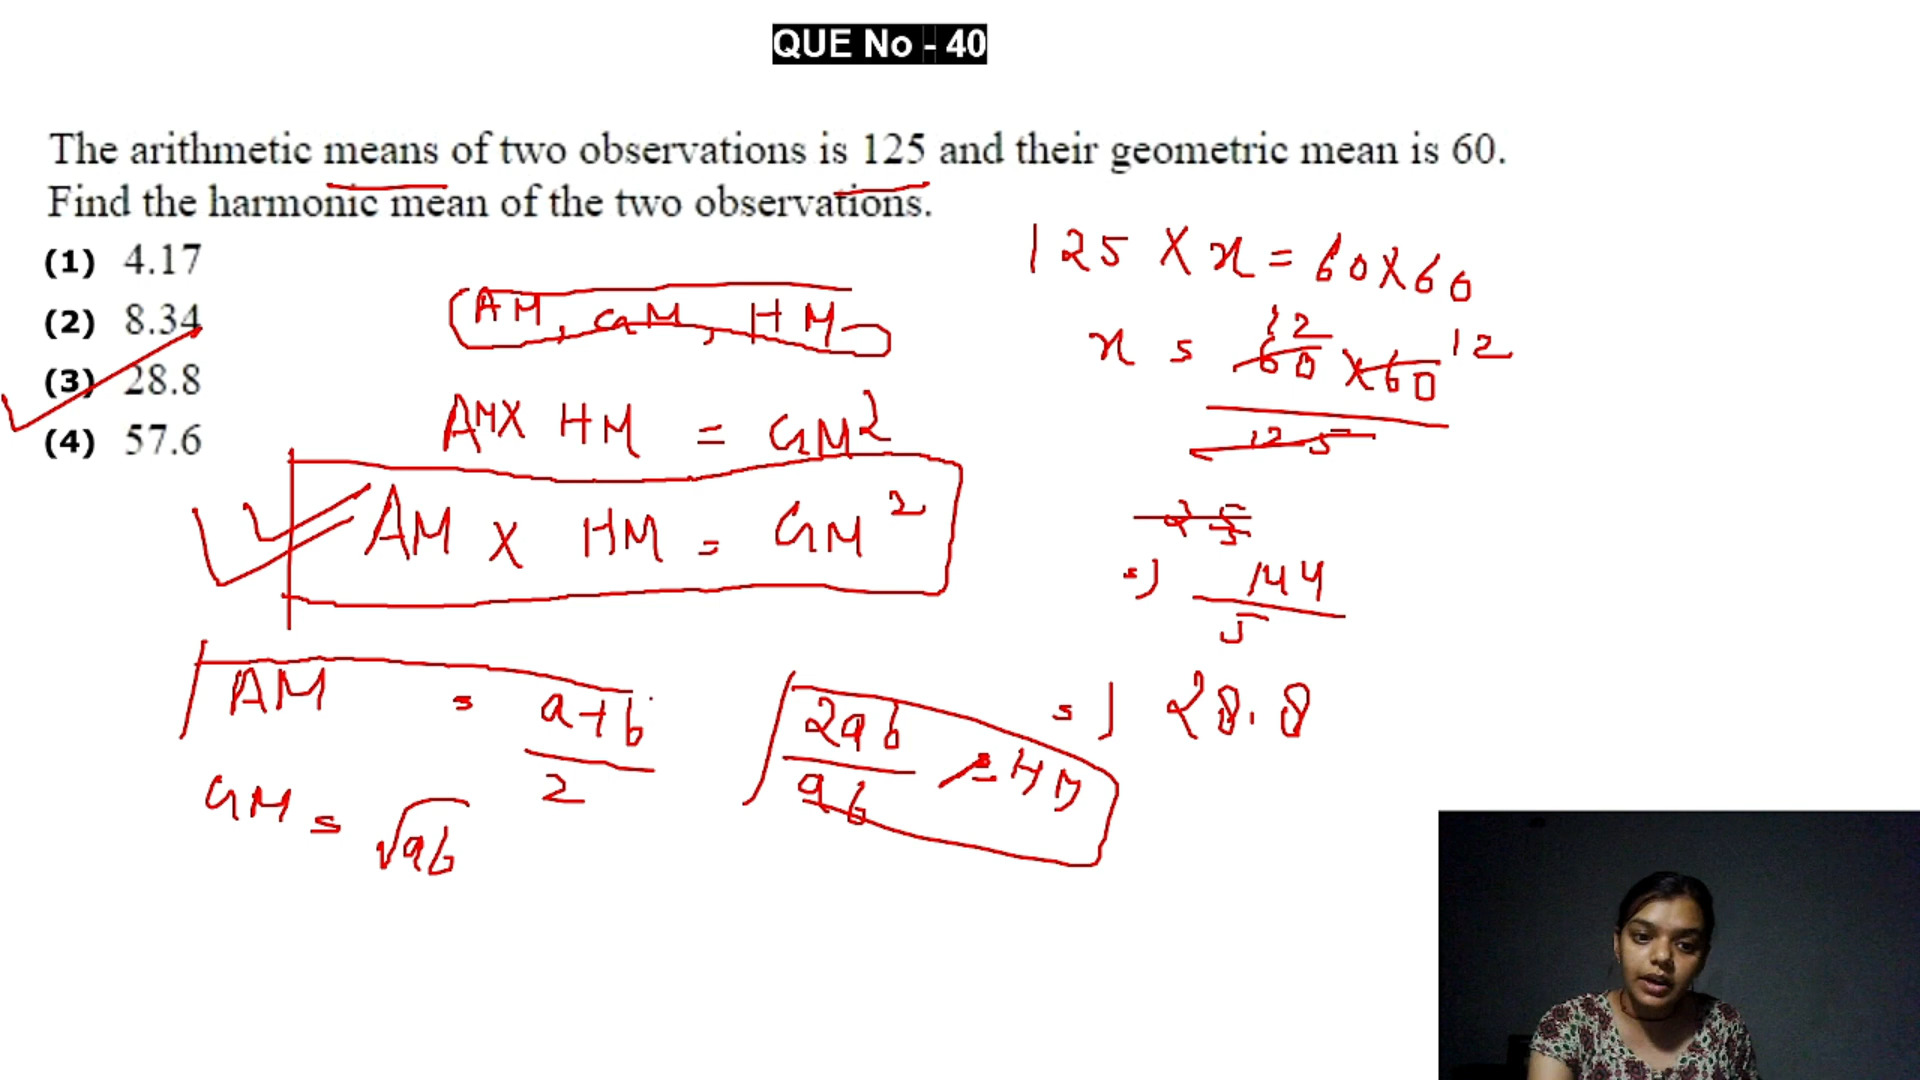 QUE No - 40
The arithmetic means of two observations is 125 and their geometric mean is 60.
Find the harmonic mean of the two observations.
(1) 4.17
(2) 8.34
(3) 28.8
(4) 57.6
AM, GM, HM
AM X HM = GM²
AM X HM = GM²
AM = a+b
2
GM = √ab
2ab = HM
ab
125 X x = 60X60
12
x = 60 X 60 12
125
25
=) 144
5
=) 28.8